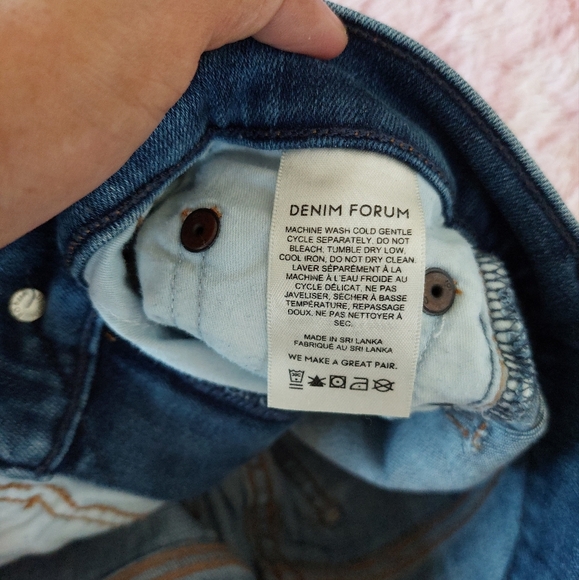 DENIM FORUM
MACHINE WASH COLD GENTLE
CYCLE SEPARATELY. DO NOT
BLEACH, TUMBLE DRY LOW,
COOL IRON, DO NOT DRY CLEAN.
LAVER SÉPARÉMENT À LA
MACHINE À L'EAU FROIDE AU
CYCLE DÉLICAT, NE PAS
JAVELISER, SÉCHER À BASSE
TEMPÉRATURE, REPASSAGE
DOUX, NE PAS NETTOYER À
SEC.
MADE IN SRI LANKA
FABRIQUÉ AU SRI LANKA
WE MAKE A GREAT PAIR.